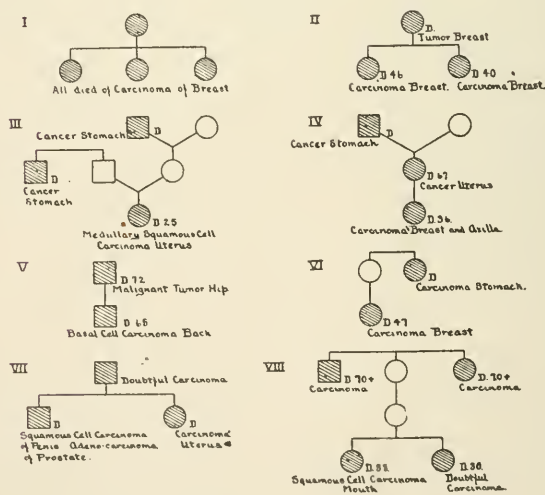 I
All died of Carcinoma of Breast
II
D.
Tumor Breast
D 46
D 40
Carcinoma Breast. Carcinoma Breast.
III
Cancer Stomach
D
D
Cancer
Stomach
D.25
Medullary Squamous Cell
Carcinoma Uterus
IV
D
Cancer Stomach
D 67
Cancer Uterus
D 36.
Carcinoma Breast and Axilla
V
D 72
Malignant Tumor Hip
D 68
Basal Cell Carcinoma Back
VI
D
Carcinoma Stomach.
D 47
Carcinoma Breast
VII
Doubtful Carcinoma
D
D
Squamous Cell Carcinoma
of Penis Adeno-carcinoma
of Prostate.
Carcinoma
Uterus
VIII
D 70+
Carcinoma
D. 70+
Carcinoma
Squamous Cell Carcinoma
Mouth
D. 36.
Doubtful
Carcinoma.